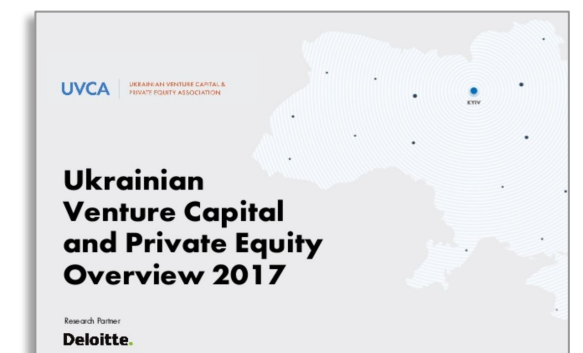 UVCA
UKRAINIAN VENTURE CAPITAL &
PRIVATE EQUITY ASSOCIATION
KYIV
Ukrainian
Venture Capital
and Private Equity
Overview 2017
Research Partner
Deloitte.